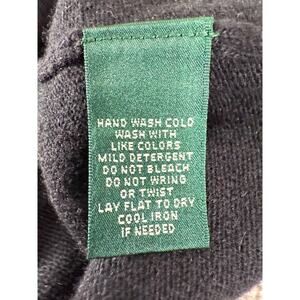 HAND WASH COLD
WASH WITH
LIKE COLORS
MILD DETERGENT
DO NOT BLEACH
DO NOT WRING
OR TWIST
LAY FLAT TO DRY
COOL IRON
IF NEEDED